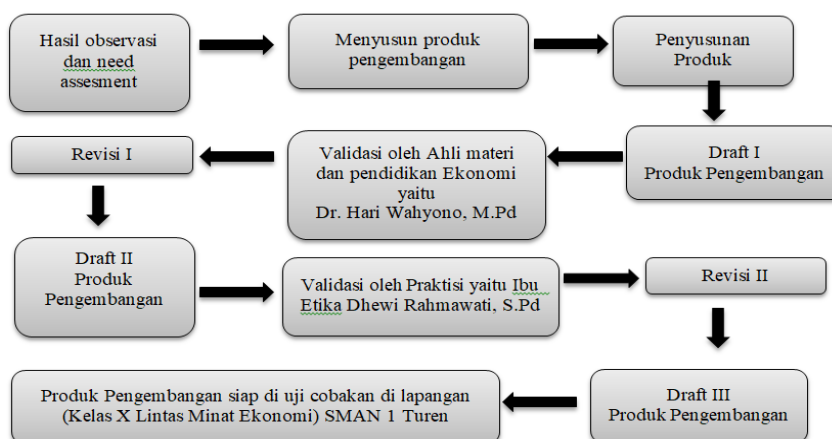 Hasil observasi
dan need
assesment
Menyusun produk
pengembangan
Penyusunan
Produk
Draft I
Produk Pengembangan
Validasi oleh Ahli materi
dan pendidikan Ekonomi
yaitu
Dr. Hari Wahyono, M.Pd
Revisi I
Draft II
Produk
Pengembangan
Validasi oleh Praktisi yaitu Ibu
Etika Dhewi Rahmawati, S.Pd
Revisi II
Draft III
Produk Pengembangan
Produk Pengembangan siap di uji cobakan di lapangan
(Kelas X Lintas Minat Ekonomi) SMAN 1 Turen